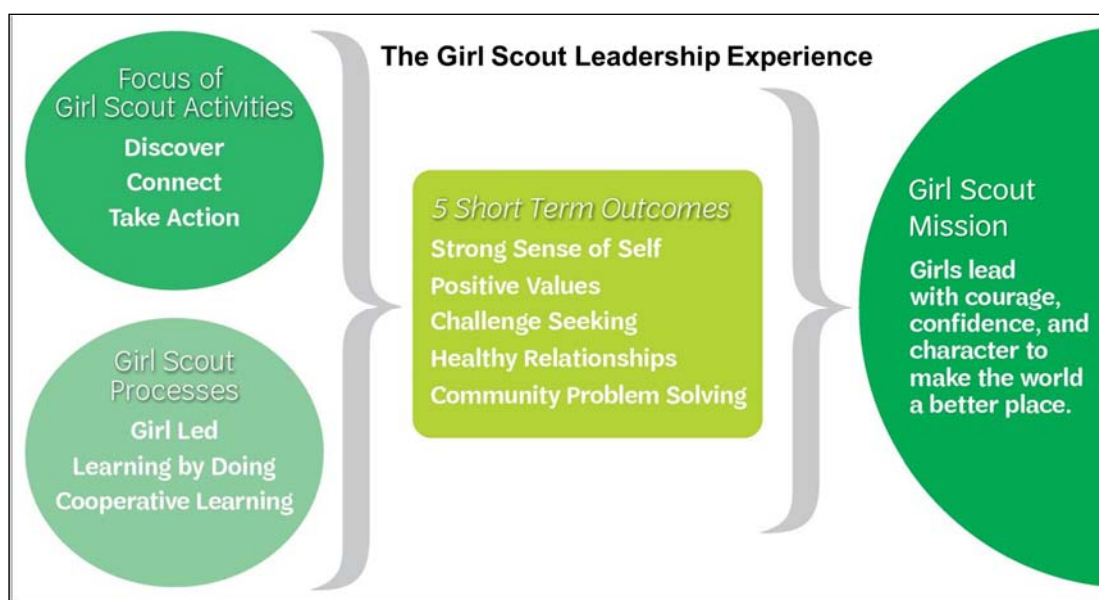 The Girl Scout Leadership Experience
Focus of
Girl Scout Activities
Discover
Connect
Take Action
Girl Scout
Processes
Girl Led
Learning by Doing
Cooperative Learning
5 Short Term Outcomes
Strong Sense of Self
Positive Values
Challenge Seeking
Healthy Relationships
Community Problem Solving
Girl Scout
Mission
Girls lead
with courage,
confidence, and
character to
make the world
a better place.